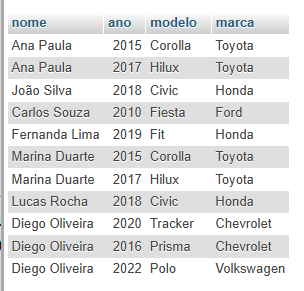 nome ano modelo marca
Ana Paula 2015 Corolla Toyota
Ana Paula 2017 Hilux Toyota
João Silva 2018 Civic Honda
Carlos Souza 2010 Fiesta Ford
Fernanda Lima 2019 Fit Honda
Marina Duarte 2015 Corolla Toyota
Marina Duarte 2017 Hilux Toyota
Lucas Rocha 2018 Civic Honda
Diego Oliveira 2020 Tracker Chevrolet
Diego Oliveira 2016 Prisma Chevrolet
Diego Oliveira 2022 Polo Volkswagen